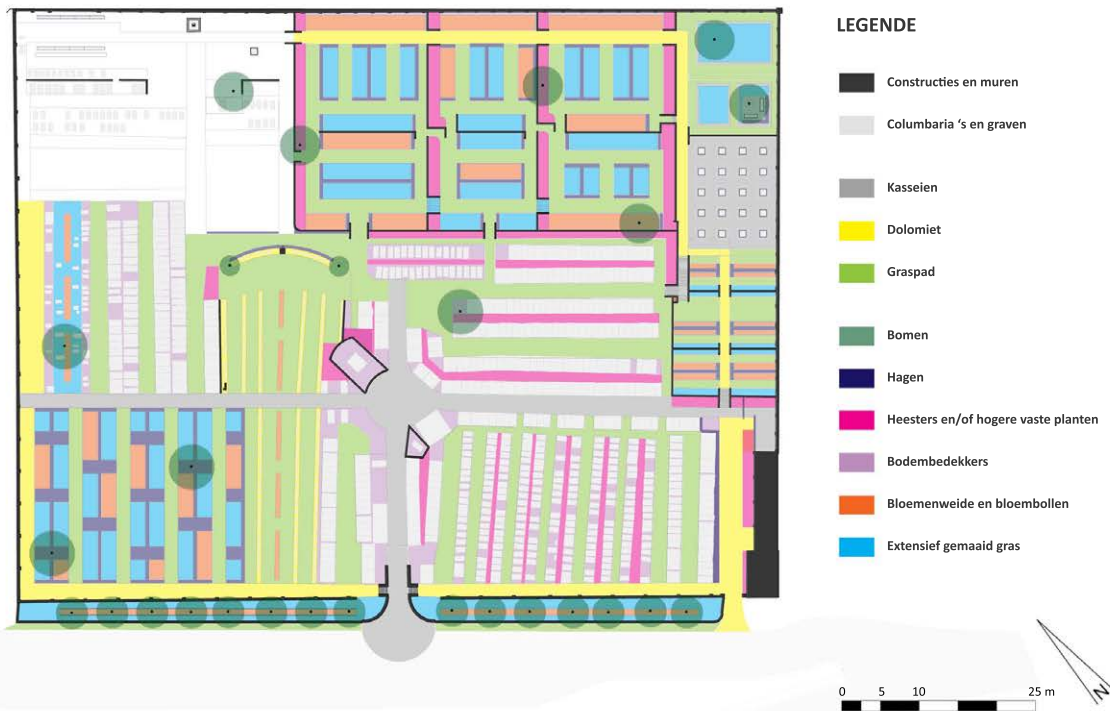 LEGENDE
Constructies en muren
Columbaria ‘s en graven
Kasseien
Dolomiet
Graspad
Bomen
Hagen
Heesters en/of hogere vaste planten
Bodembedekkers
Bloemenweide en bloembollen
Extensief gemaaid gras
N
0 5 10 25 m